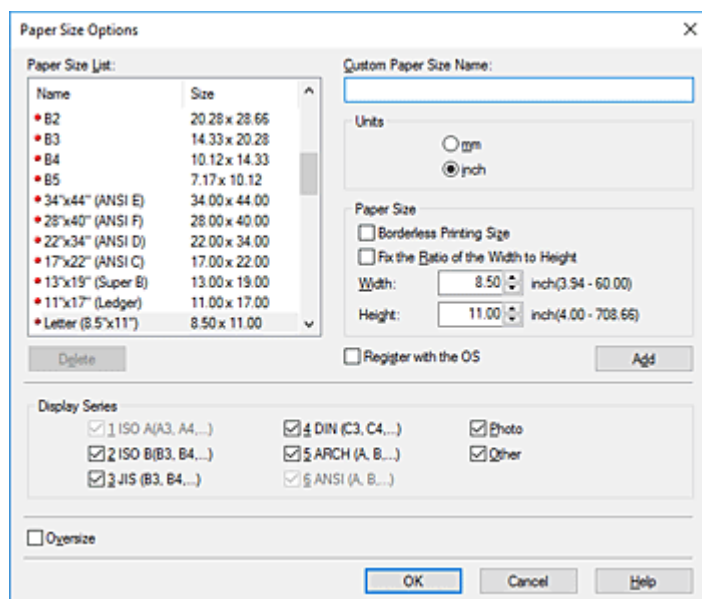 Paper Size Options
Paper Size List:
Name Size
B2 20.28 x 28.66
B3 14.33 x 20.28
B4 10.12 x 14.33
B5 7.17 x 10.12
34"x44" (ANSI E) 34.00 x 44.00
28"x40" (ANSI F) 28.00 x 40.00
22"x34" (ANSI D) 22.00 x 34.00
17"x22" (ANSI C) 17.00 x 22.00
13"x19" (Super B) 13.00 x 19.00
11"x17" (Ledger) 11.00 x 17.00
Letter (8.5"x11") 8.50 x 11.00
Delete
Custom Paper Size Name:
Units
mm
inch
Paper Size
Borderless Printing Size
Fix the Ratio of the Width to Height
Width: 8.50 inch(3.94 - 60.00)
Height: 11.00 inch(4.00 - 708.66)
Register with the OS Add
Display Series
1 ISO A(A3, A4,...) 4 DIN (C3, C4,...) Photo
2 ISO B(B3, B4,...) 5 ARCH (A, B,...) Other
3 JIS (B3, B4,...) 6 ANSI (A, B,...)
Oversize
OK Cancel Help